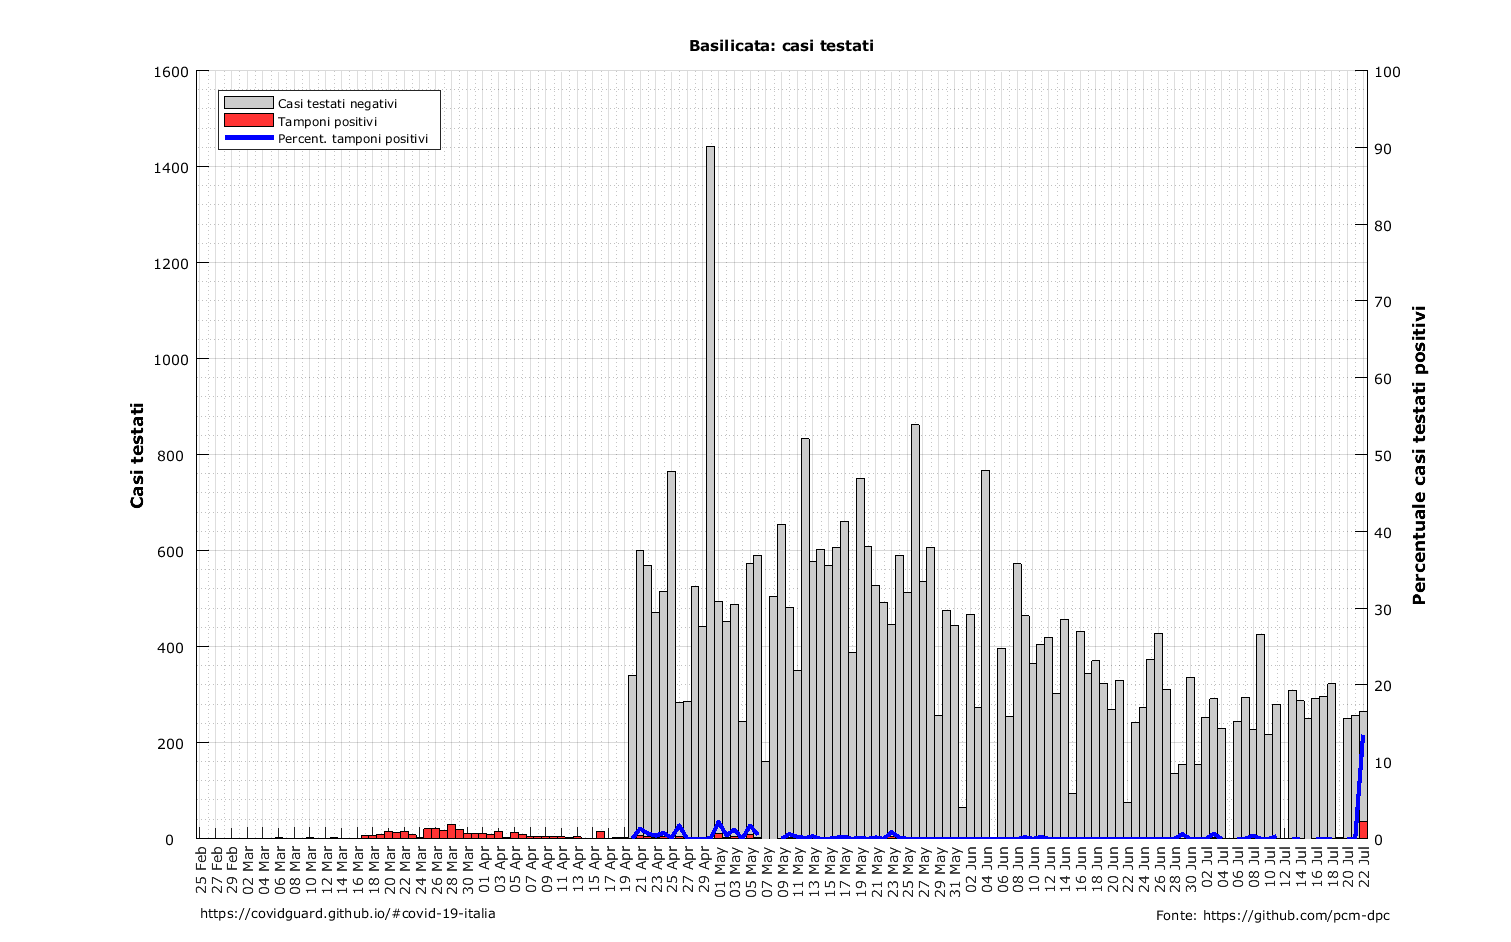 Basilicata: casi testati
Casi testati negativi
Tamponi positivi
Percent. tamponi positivi
Casi testati
1600
1400
1200
1000
800
600
400
200
0
100
90
80
70
60
50
40
30
20
10
0
Percentuale casi testati positivi
25 Feb
27 Feb
29 Feb
02 Mar
04 Mar
06 Mar
08 Mar
10 Mar
12 Mar
14 Mar
16 Mar
18 Mar
20 Mar
22 Mar
24 Mar
26 Mar
28 Mar
30 Mar
01 Apr
03 Apr
05 Apr
07 Apr
09 Apr
11 Apr
13 Apr
15 Apr
17 Apr
19 Apr
21 Apr
23 Apr
25 Apr
27 Apr
29 Apr
01 May
03 May
05 May
07 May
09 May
11 May
13 May
15 May
17 May
19 May
21 May
23 May
25 May
27 May
29 May
31 May
02 Jun
04 Jun
06 Jun
08 Jun
10 Jun
12 Jun
14 Jun
16 Jun
18 Jun
20 Jun
22 Jun
24 Jun
26 Jun
28 Jun
30 Jun
02 Jul
04 Jul
06 Jul
08 Jul
10 Jul
12 Jul
14 Jul
16 Jul
18 Jul
20 Jul
22 Jul
https://covidguard.github.io/#covid-19-italia
Fonte: https://github.com/pcm-dpc